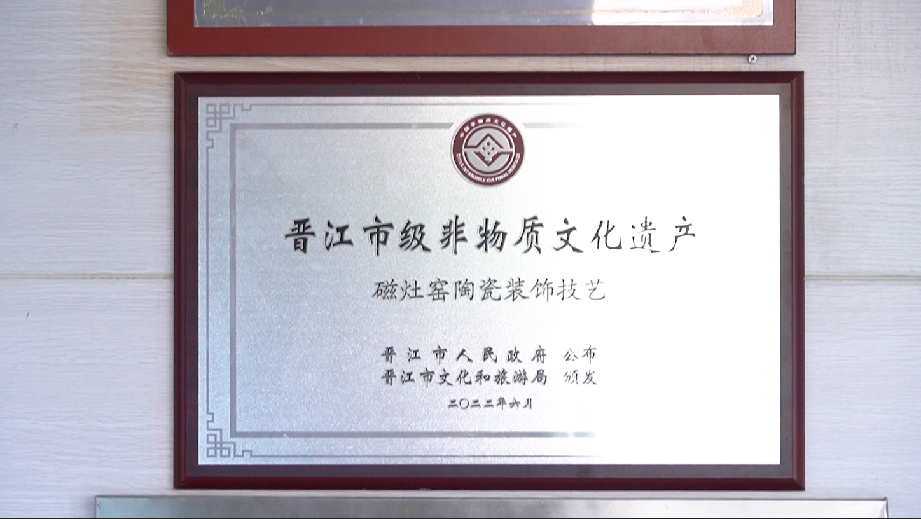 晋江市级非物质文化遗产
磁灶窑陶瓷装饰技艺
晋江市人民政府 公布
晋江市文化和旅游局 颁发
二〇二二年六月